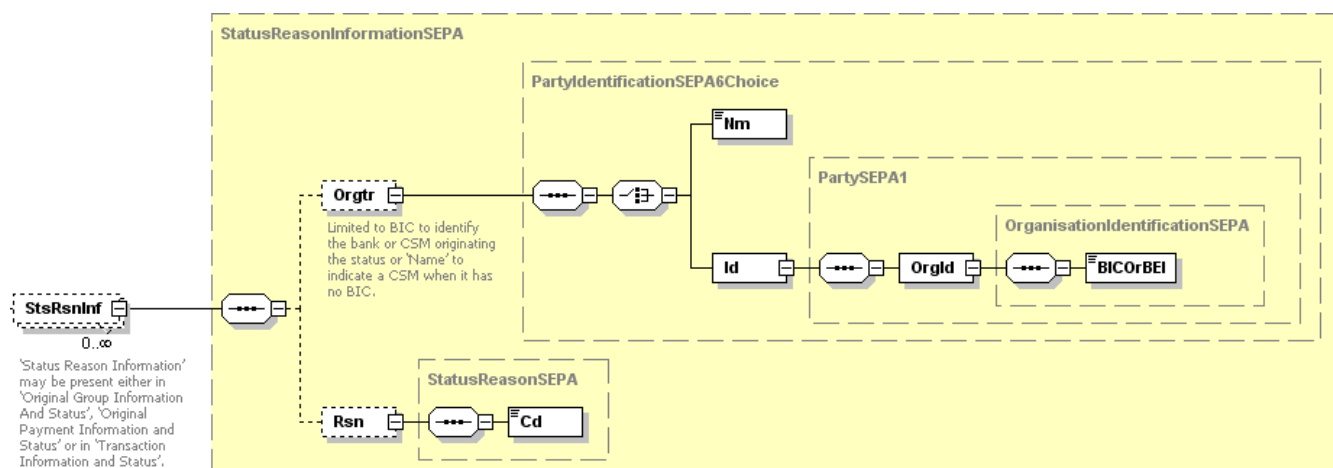 StatusReasonInformationSEPA
PartyIdentificationSEPA6Choice
Nm
PartySEPA1
Orgtr
OrganisationIdentificationSEPA
Limited to BIC to identify
the bank or CSM originating
the status or 'Name' to
indicate a CSM when it has
no BIC.
Id
OrgId
BICOrBEI
StsRsnInf
0..∞
'Status Reason Information'
may be present either in
'Original Group Information
And Status', 'Original
Payment Information and
Status' or in 'Transaction
Information and Status'.
StatusReasonSEPA
Rsn
Cd